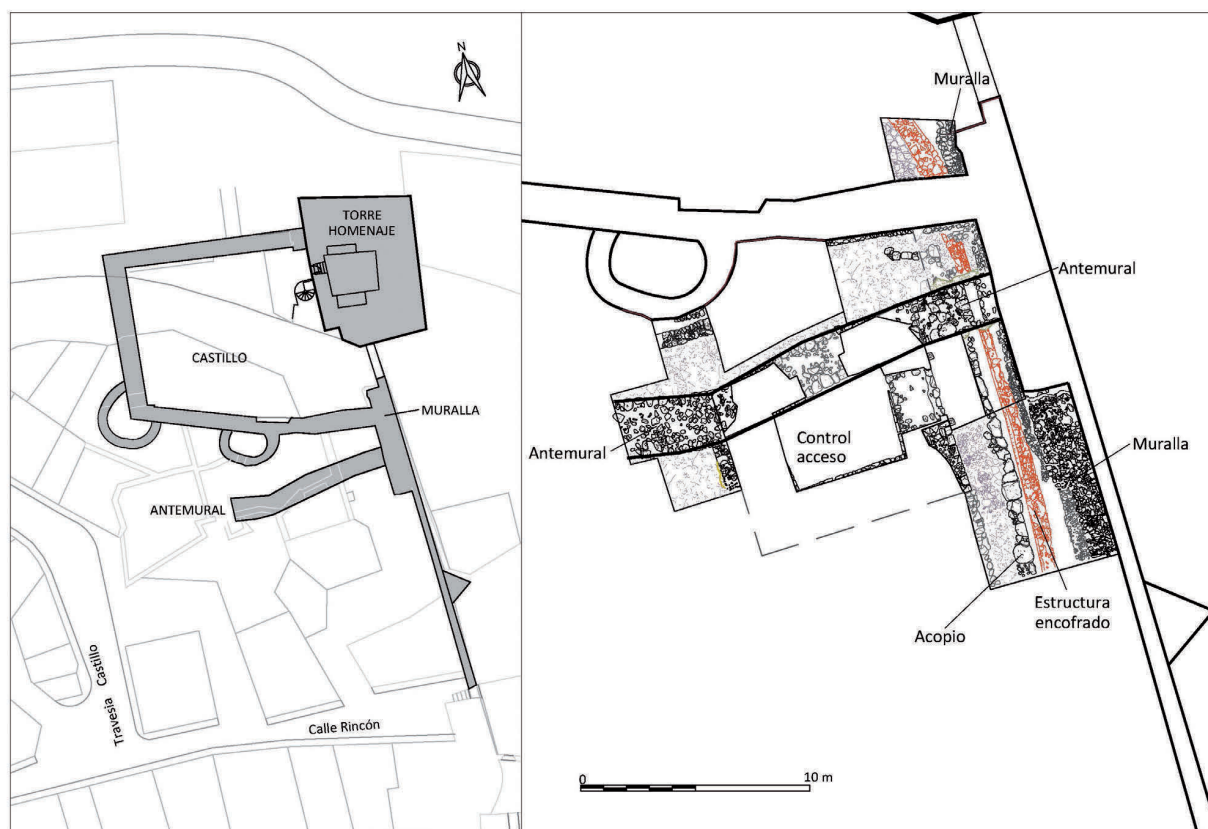 N
TORRE
HOMENAJE
CASTILLO
MURALLA
ANTEMURAL
Travesia Castillo
Calle Rincón
Muralla
Antemural
Antemural
Control
acceso
Muralla
Estructura
encofrado
Acopio
0
10 m